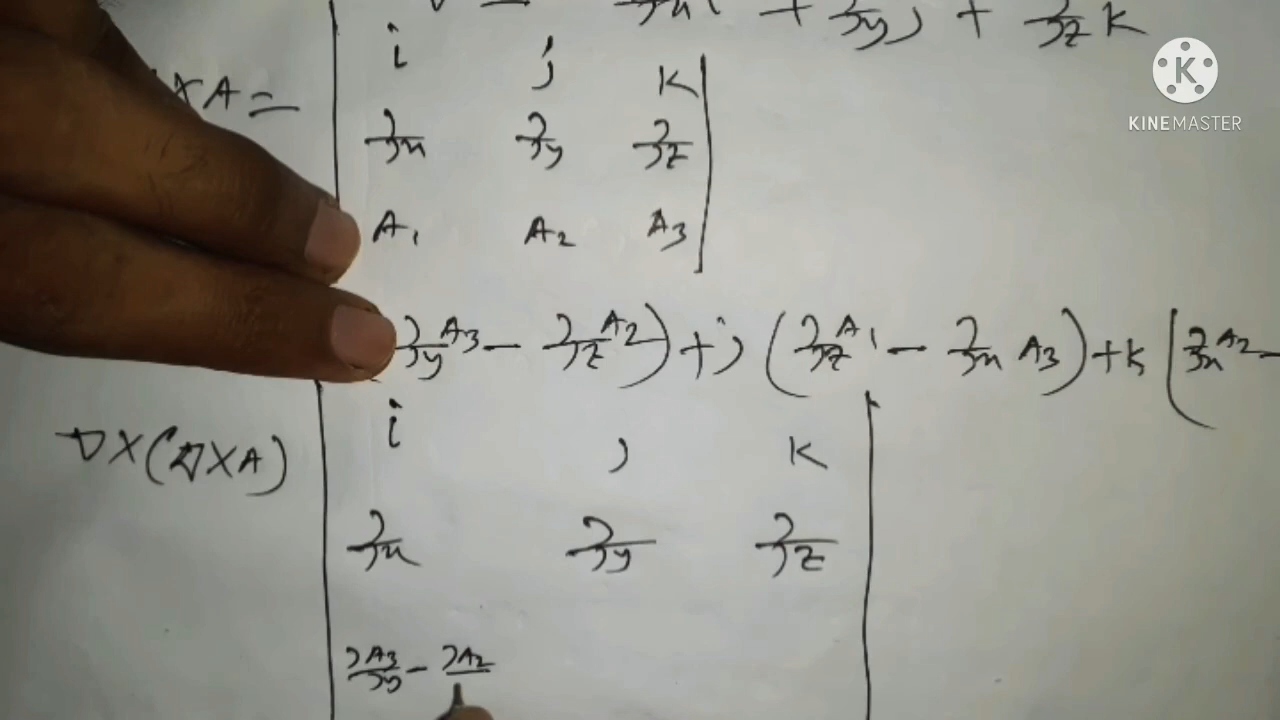 ∂/∂x i + ∂/∂y j + ∂/∂z k
K
KINEMASTER
i j k
× A =
∂/∂x ∂/∂y ∂/∂z
A₁ A₂ A₃
∂/∂y A₃ − ∂/∂z A₂) + j (∂/∂z A₁ − ∂/∂x A₃) + k (∂/∂x A₂ −
i j k
∇×(∇×A)
∂/∂x ∂/∂y ∂/∂z
∂A₃/∂y − ∂A₂